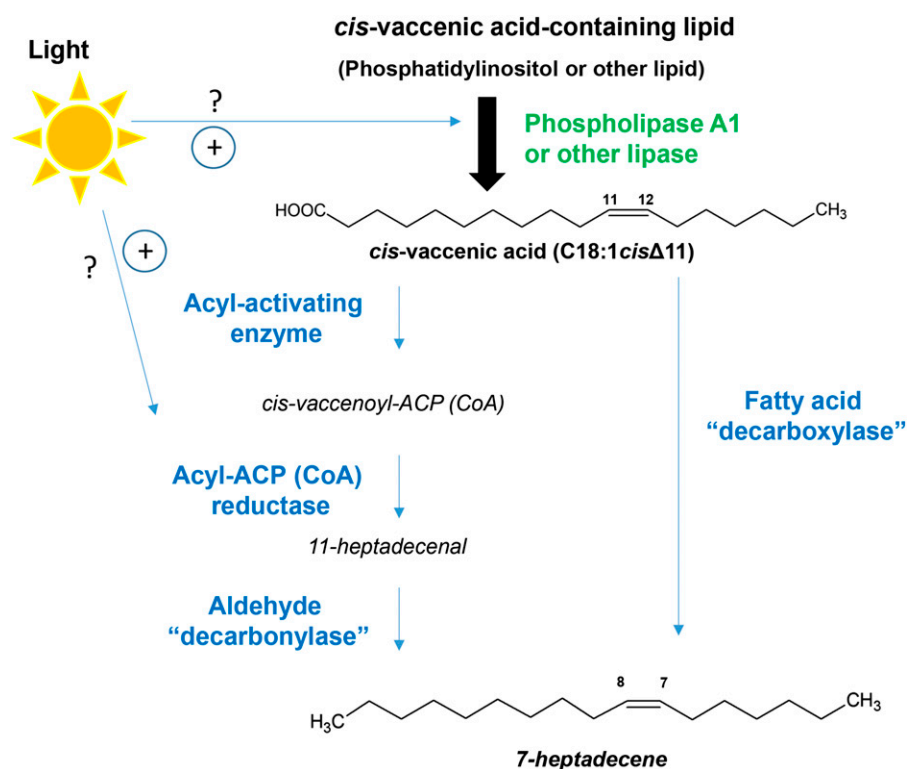 cis-vaccenic acid-containing lipid
Light
(Phosphatidylinositol or other lipid)
?
+
Phospholipase A1
or other lipase
11
12
HOOC
CH3
cis-vaccenic acid (C18:1cisΔ11)
?
+
Acyl-activating
enzyme
cis-vaccenoyl-ACP (CoA)
Fatty acid
“decarboxylase”
Acyl-ACP (CoA)
reductase
11-heptadecenal
Aldehyde
“decarbonylase”
8
7
H3C
CH3
7-heptadecene